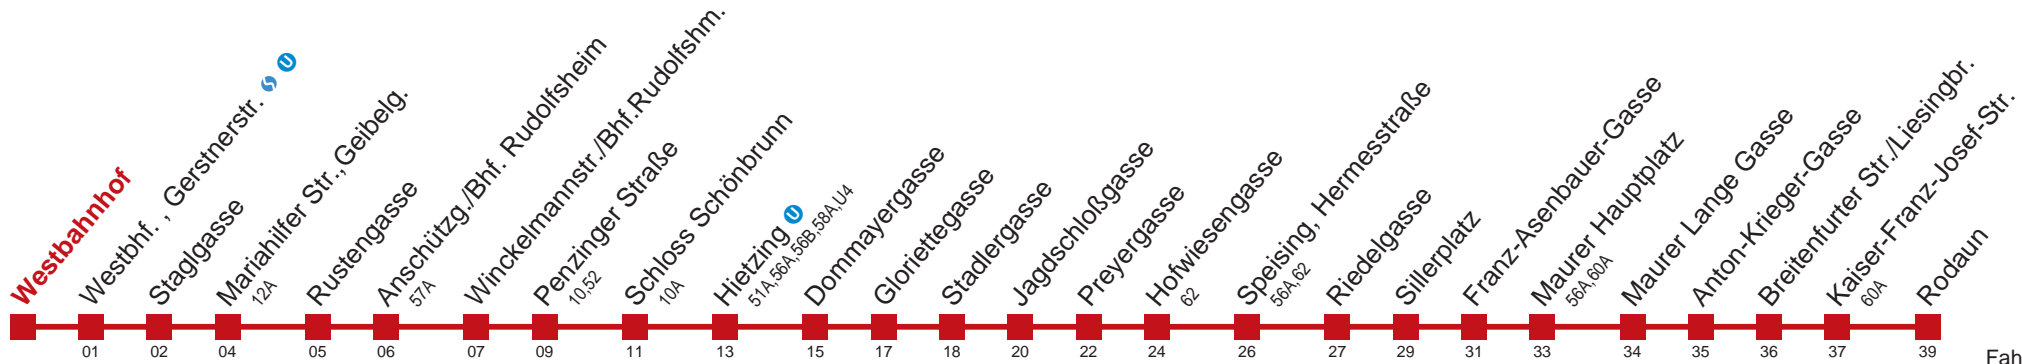 Westbahnhof
Westbhf. , Gerstnerstr. U
Staglgasse
Mariahilfer Str., Geibelg.
12A
Rustengasse
Anschützg./Bhf. Rudolfsheim
57A
Winckelmannstr./Bhf.Rudolfshm.
Penzinger Straße
10,52
Schloss Schönbrunn
10A
Hietzing U
51A,56A,56B,58A,U4
Dommayergasse
Gloriettegasse
Stadlergasse
Jagdschloßgasse
Preyergasse
Hofwiesengasse
62
Speising, Hermesstraße
56A,62
Riedelgasse
Sillerplatz
Franz-Asenbauer-Gasse
Maurer Hauptplatz
56A,60A
Maurer Lange Gasse
Anton-Krieger-Gasse
Breitenfurter Str./Liesingbr.
Kaiser-Franz-Josef-Str.
60A
Rodaun
01 02 04 05 06 07 09 11 13 15 17 18 20 22 24 26 27 29 31 33 34 35 36 37 39
Fah